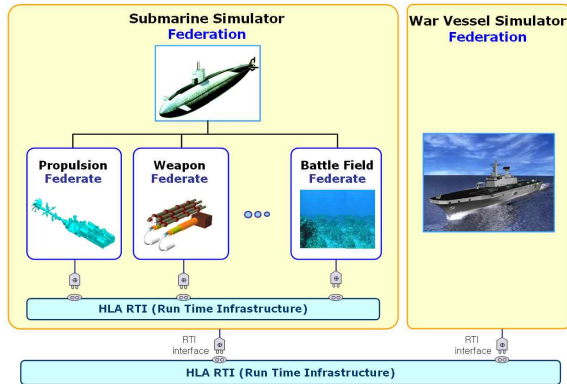 Submarine Simulator
Federation
War Vessel Simulator
Federation
Propulsion
Federate
Weapon
Federate
Battle Field
Federate
HLA RTI (Run Time Infrastructure)
RTI
interface
RTI
interface
HLA RTI (Run Time Infrastructure)